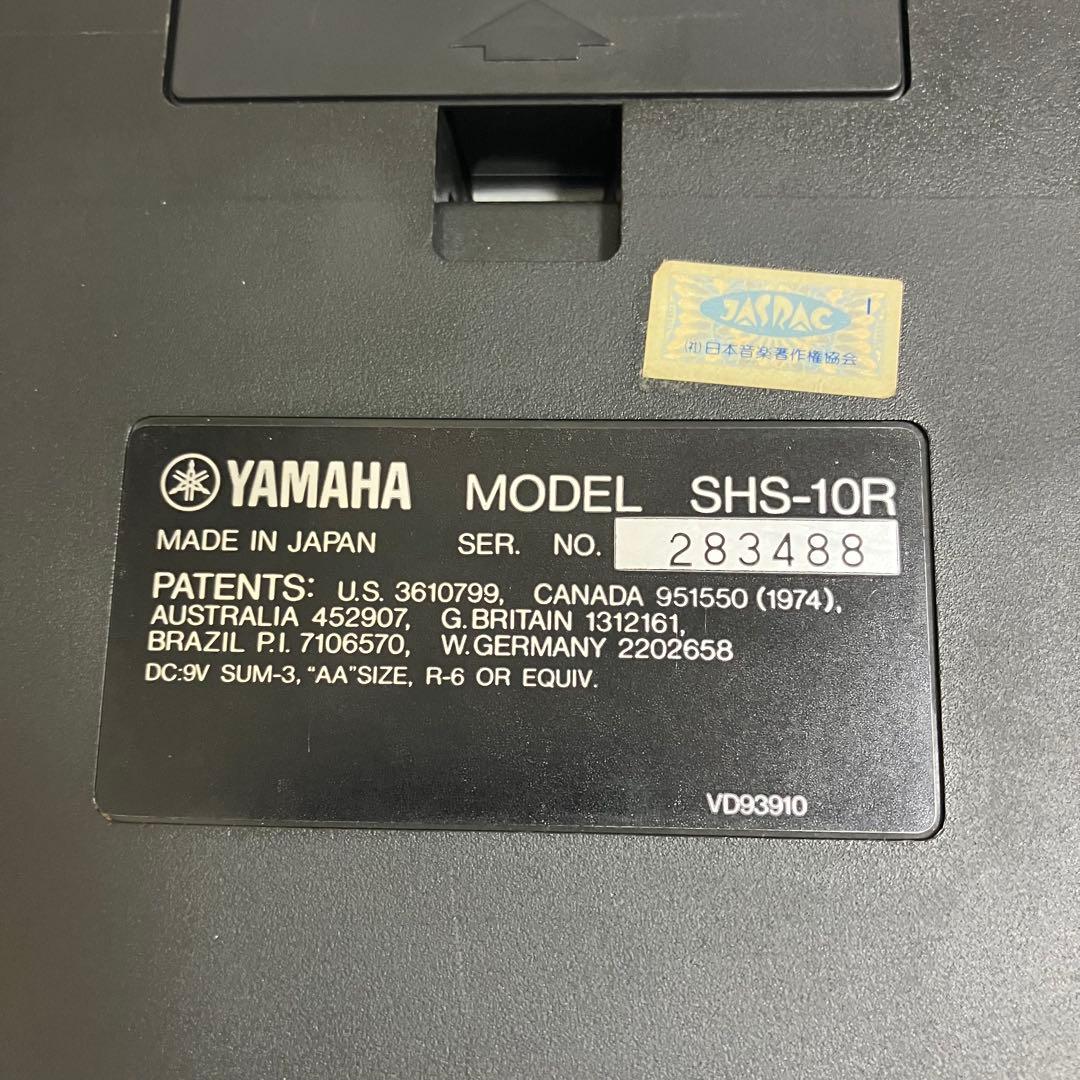 JASRAC I
(社)日本音楽著作権協会
YAMAHA MODEL SHS-10R
MADE IN JAPAN SER. NO. 283488
PATENTS: U.S. 3610799, CANADA 951550 (1974),
AUSTRALIA 452907, G.BRITAIN 1312161,
BRAZIL P.I. 7106570, W.GERMANY 2202658
DC:9V SUM-3, “AA”SIZE, R-6 OR EQUIV.
VD93910